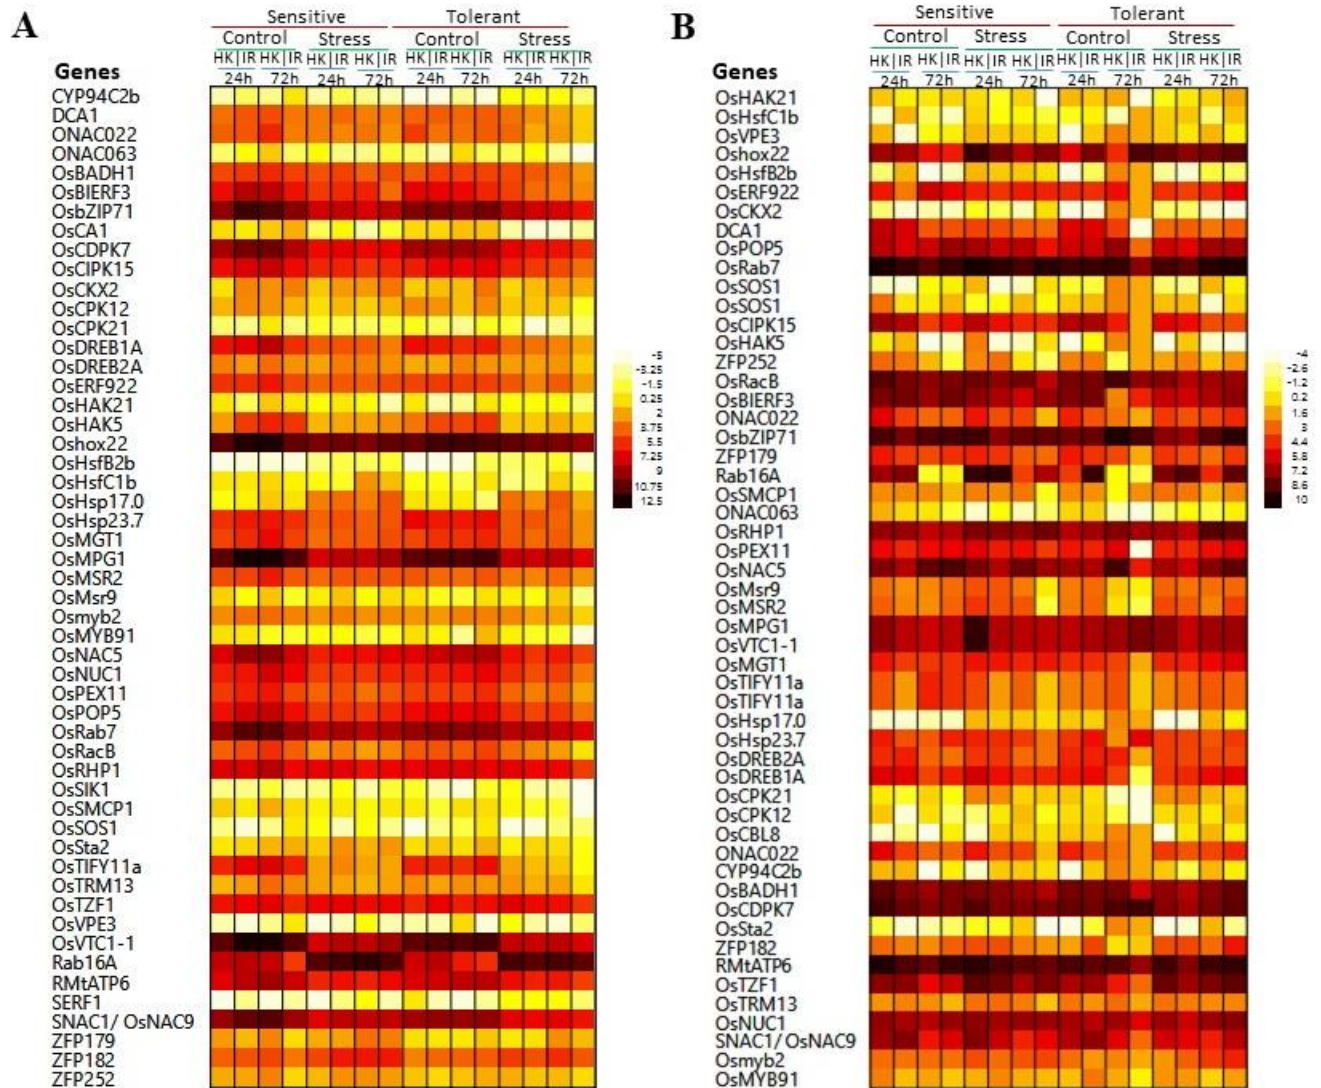 A
Sensitive Tolerant
Control Stress Control Stress
HK|IR HK|IR HK|IR HK|IR HK|IR HK|IR HK|IR HK|IR
24h 72h 24h 72h 24h 72h 24h 72h
Genes
CYP94C2b
DCA1
ONAC022
ONAC063
OsBADH1
OsBIERF3
OsbZIP71
OsCA1
OsCDPK7
OsCIPK15
OsCKX2
OsCPK12
OsCPK21
OsDREB1A
OsDREB2A
OsERF922
OsHAK21
OsHAK5
Oshox22
OsHsfB2b
OsHsfC1b
OsHsp17.0
OsHsp23.7
OsMGT1
OsMPG1
OsMSR2
OsMsr9
Osmyb2
OsMYB91
OsNAC5
OsNUC1
OsPEX11
OsPOP5
OsRab7
OsRacB
OsRHP1
OsSIK1
OsSMCP1
OsSOS1
OsSta2
OsTIFY11a
OsTRM13
OsTZF1
OsVPE3
OsVTC1-1
Rab16A
RMtATP6
SERF1
SNAC1/ OsNAC9
ZFP179
ZFP182
ZFP252
-5
-3.25
-1.5
0.25
2
3.75
5.5
7.25
9
10.75
12.5
B
Sensitive Tolerant
Control Stress Control Stress
HK|IR HK|IR HK|IR HK|IR HK|IR HK|IR HK|IR HK|IR
24h 72h 24h 72h 24h 72h 24h 72h
Genes
OsHAK21
OsHsfC1b
OsVPE3
Oshox22
OsHsfB2b
OsERF922
OsCKX2
DCA1
OsPOP5
OsRab7
OsSOS1
OsSOS1
OsCIPK15
OsHAK5
ZFP252
OsRacB
OsBIERF3
ONAC022
OsbZIP71
ZFP179
Rab16A
OsSMCP1
ONAC063
OsRHP1
OsPEX11
OsNAC5
OsMsr9
OsMSR2
OsMPG1
OsVTC1-1
OsMGT1
OsTIFY11a
OsTIFY11a
OsHsp17.0
OsHsp23.7
OsDREB2A
OsDREB1A
OsCPK21
OsCPK12
OsCBL8
ONAC022
CYP94C2b
OsBADH1
OsCDPK7
OsSta2
ZFP182
RMtATP6
OsTZF1
OsTRM13
OsNUC1
SNAC1/OsNAC9
Osmyb2
OsMYB91
-4
-2.6
-1.2
0.2
1.6
3
4.4
5.8
7.2
8.6
10